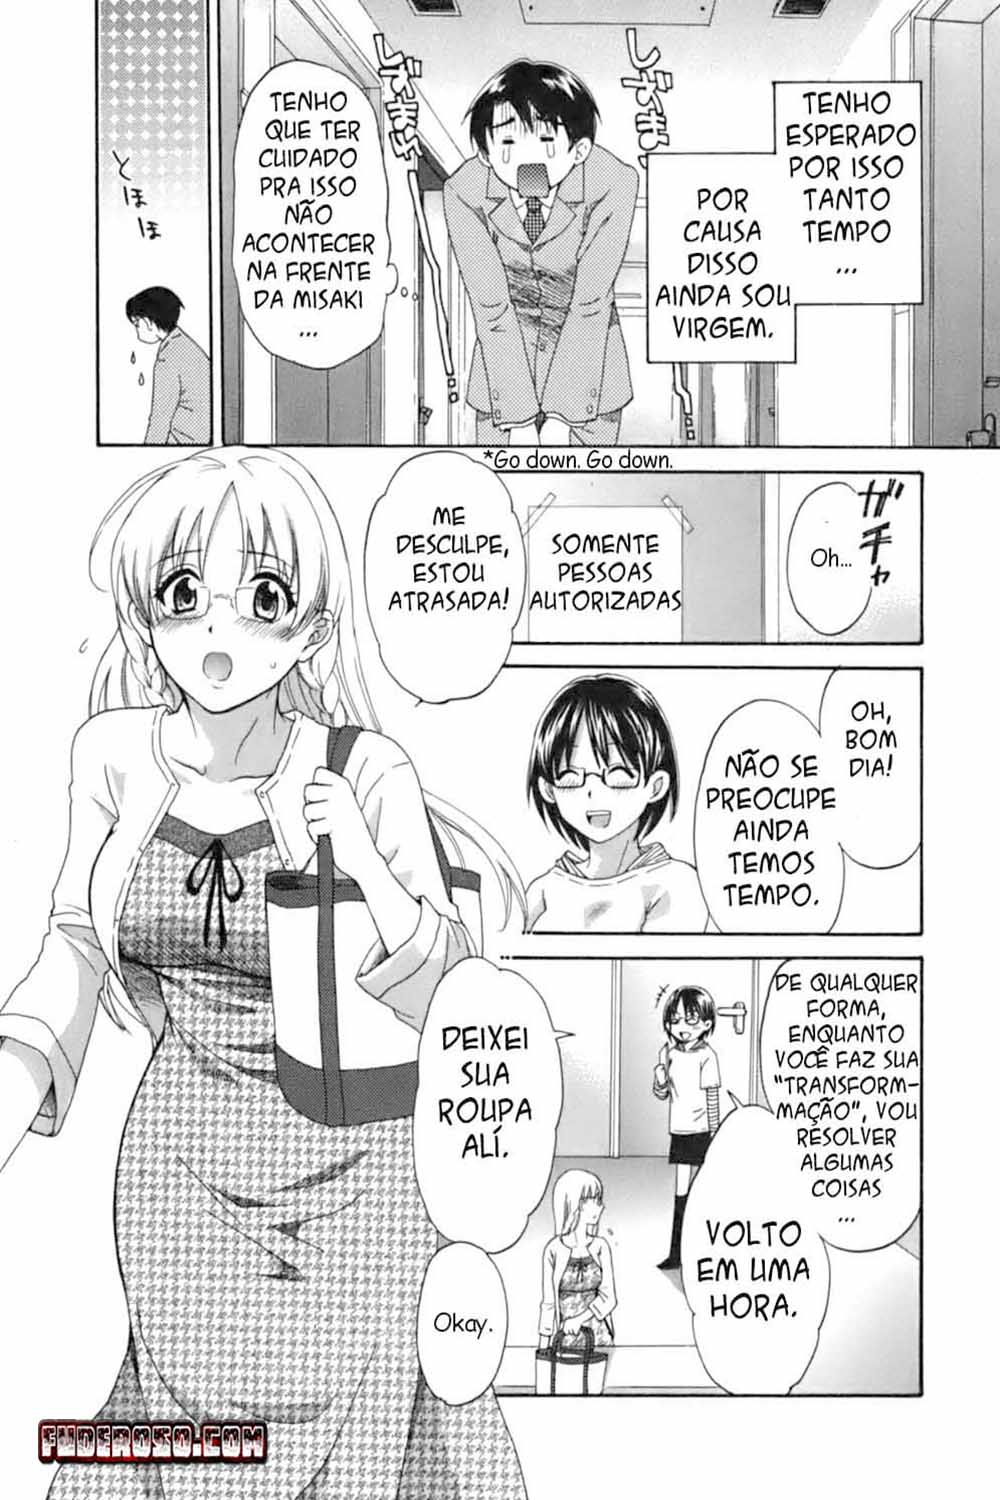 TENHO
ESPERADO
POR ISSO
TANTO
TEMPO
...
POR
CAUSA
DISSO
AINDA SOU
VIRGEM.
しでまし
しでまい
TENHO
QUE TER
CUIDADO
PRA ISSO
NÃO
ACONTECER
NA FRENTE
DA MISAKI
...
とほほ
*Go down. Go down.
ガチャ
Oh...
SOMENTE
PESSOAS
AUTORIZADAS
ME
DESCULPE,
ESTOU
ATRASADA!
OH,
BOM
DIA!
NÃO SE
PREOCUPE
AINDA
TEMOS
TEMPO.
DE QUALQUER
FORMA,
ENQUANTO
VOCÊ FAZ SUA
"TRANSFORM-
MAÇÃO", VOU
RESOLVER
ALGUMAS
COISAS
...
VOLTO
EM UMA
HORA.
DEIXEI
SUA
ROUPA
ALÍ.
Okay.
FUDEROSO.COM